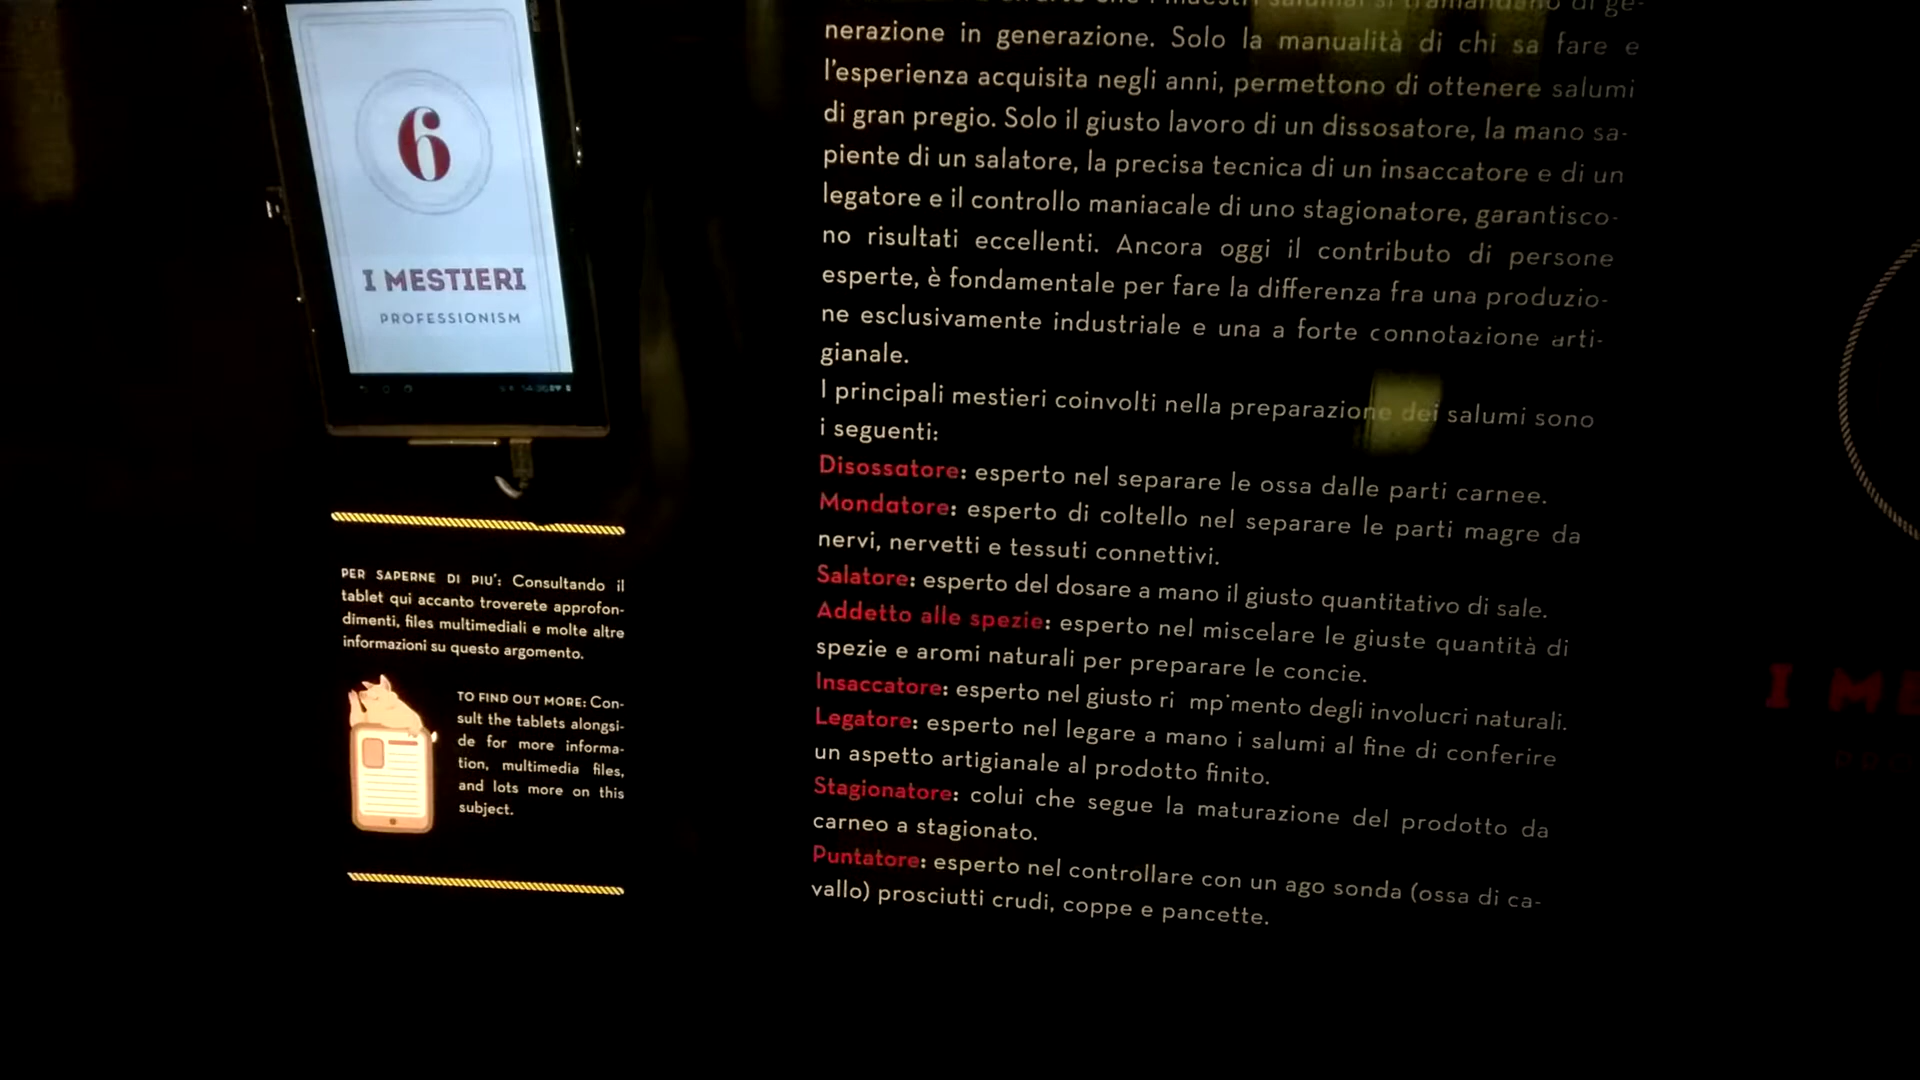 6
I MESTIERI
PROFESSIONISM
PER SAPERNE DI PIU': Consultando il
tablet qui accanto troverete approfon-
dimenti, files multimediali e molte altre
informazioni su questo argomento.
TO FIND OUT MORE: Con-
sult the tablets alongsi-
de for more informa-
tion, multimedia files,
and lots more on this
subject.
che i maestri salumai si tramandano di ge-
nerazione in generazione. Solo la manualità di chi sa fare e
l'esperienza acquisita negli anni, permettono di ottenere salumi
di gran pregio. Solo il giusto lavoro di un dissosatore, la mano sa-
piente di un salatore, la precisa tecnica di un insaccatore e di un
legatore e il controllo maniacale di uno stagionatore, garantisco-
no risultati eccellenti. Ancora oggi il contributo di persone
esperte, è fondamentale per fare la differenza fra una produzio-
ne esclusivamente industriale e una a forte connotazione arti-
gianale.
I principali mestieri coinvolti nella preparazione dei salumi sono
i seguenti:
Disossatore: esperto nel separare le ossa dalle parti carnee.
Mondatore: esperto di coltello nel separare le parti magre da
nervi, nervetti e tessuti connettivi.
Salatore: esperto del dosare a mano il giusto quantitativo di sale.
Addetto alle spezie: esperto nel miscelare le giuste quantità di
spezie e aromi naturali per preparare le concie.
Insaccatore: esperto nel giusto ri mp'mento degli involucri naturali.
Legatore: esperto nel legare a mano i salumi al fine di conferire
un aspetto artigianale al prodotto finito.
Stagionatore: colui che segue la maturazione del prodotto da
carneo a stagionato.
Puntatore: esperto nel controllare con un ago sonda (ossa di ca-
vallo) prosciutti crudi, coppe e pancette.
I ME